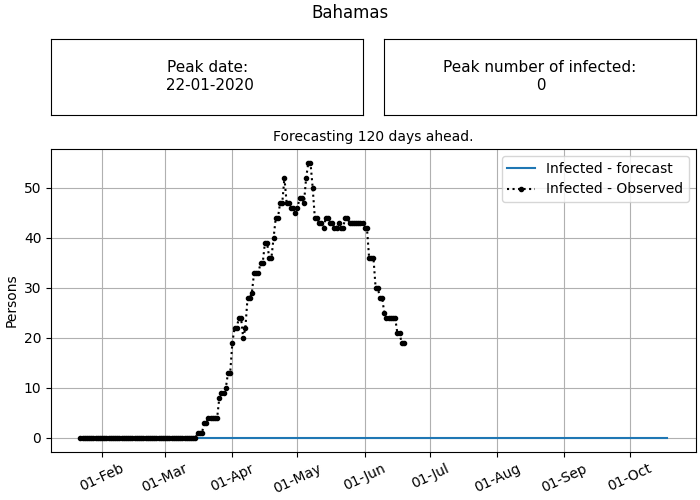 Bahamas
Peak date:
22-01-2020
Peak number of infected:
0
Forecasting 120 days ahead.
Infected - forecast
Infected - Observed
Persons
50
40
30
20
10
0
01-Feb
01-Mar
01-Apr
01-May
01-Jun
01-Jul
01-Aug
01-Sep
01-Oct